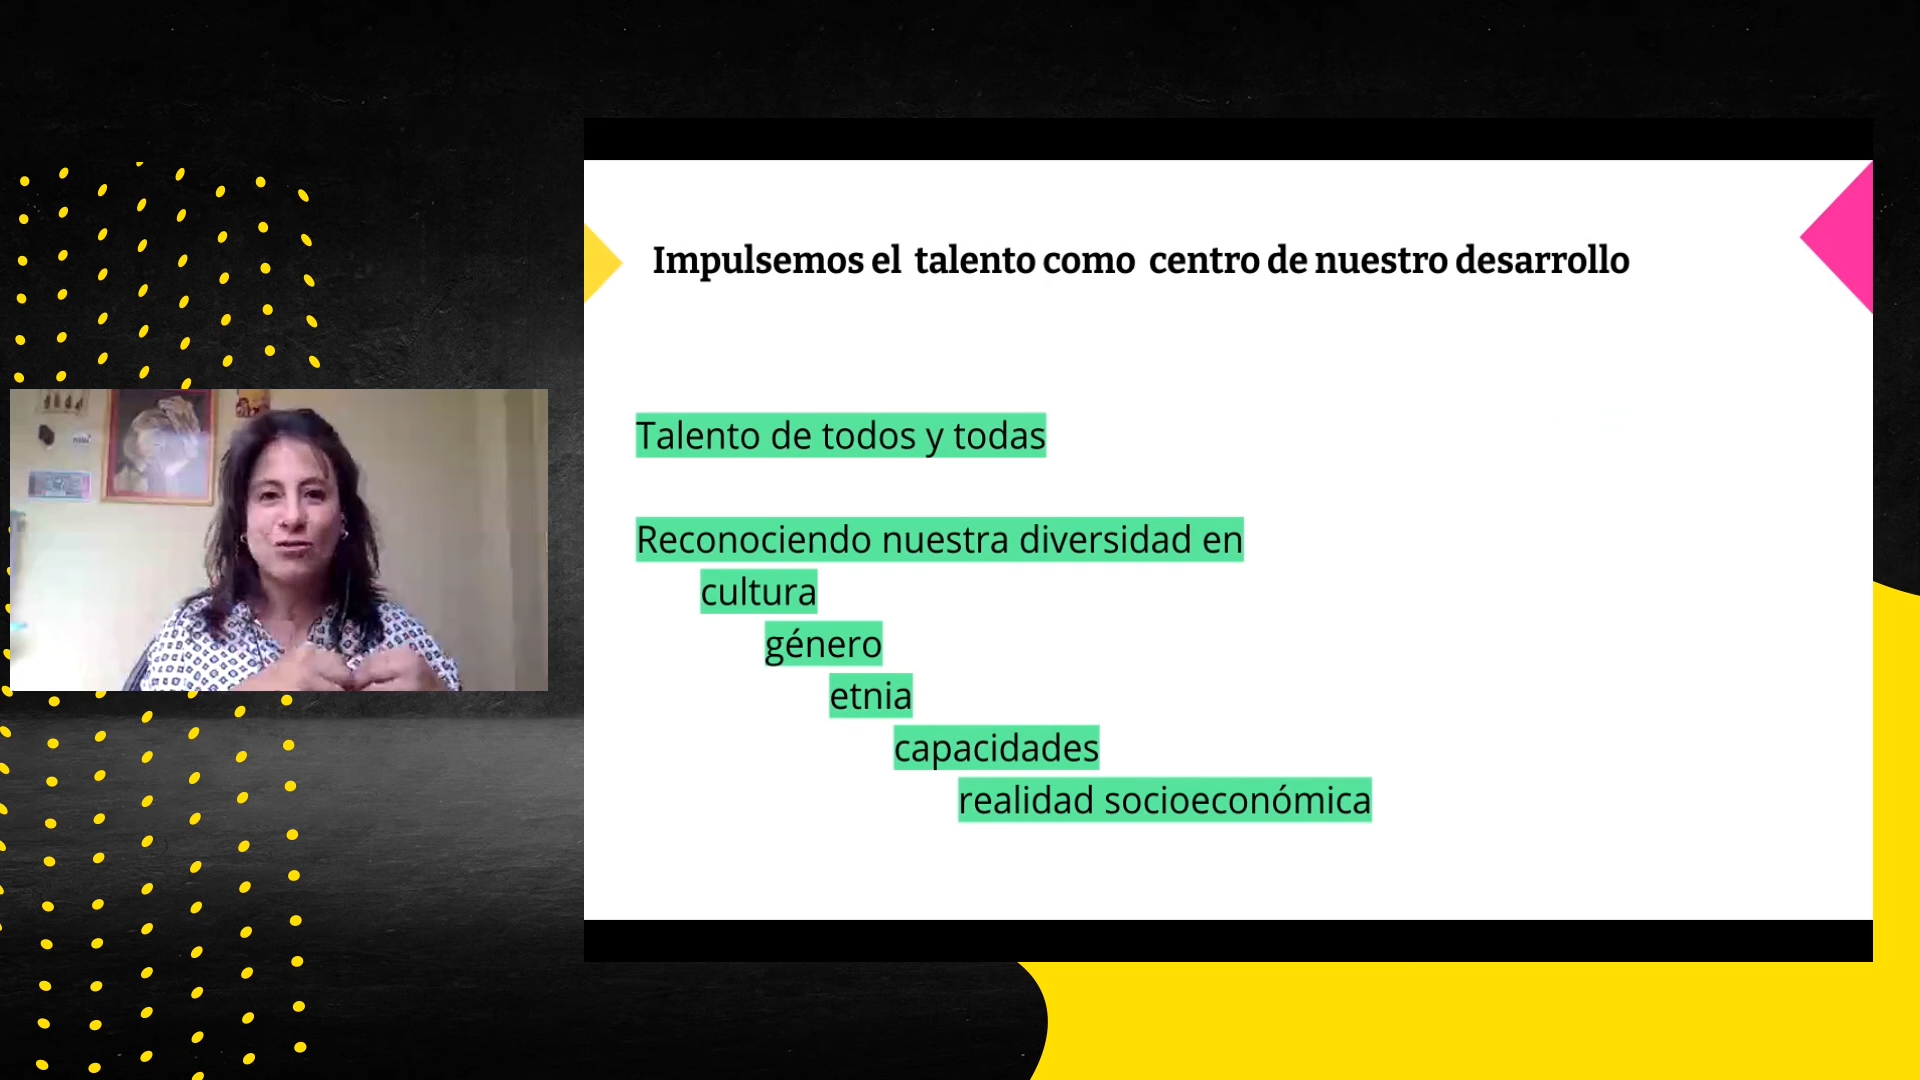 Impulsemos el talento como centro de nuestro desarrollo
Talento de todos y todas
Reconociendo nuestra diversidad en
cultura
género
etnia
capacidades
realidad socioeconómica